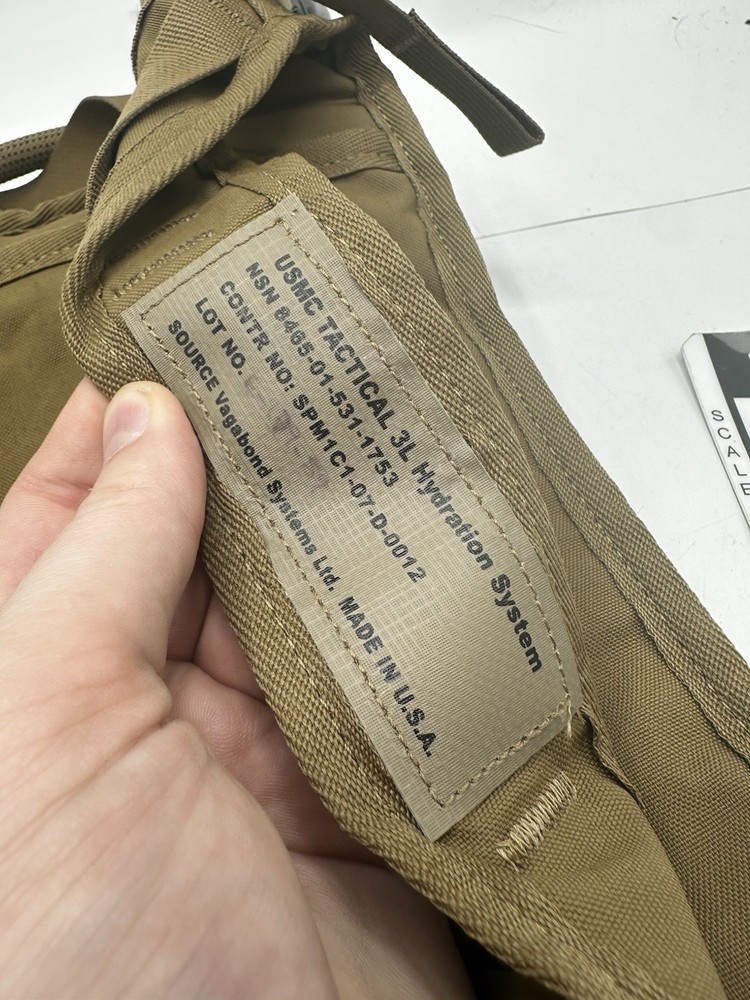 USMC TACTICAL 3L Hydration System
NSN 8465-01-531-1753
CONTR NO: SPM1C1-07-D-0012
LOT NO.
SOURCE Vagabond Systems Ltd. MADE IN U.S.A.
SCALE